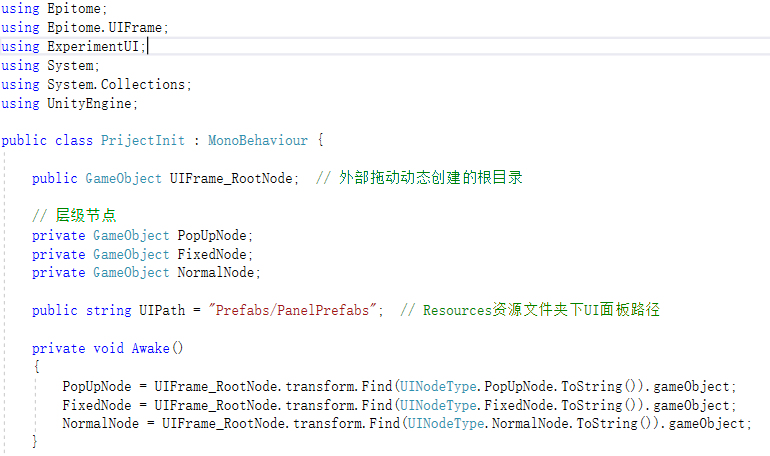 using Epitome;
using Epitome.UIFrame;
using ExperimentUI;
using System;
using System.Collections;
using UnityEngine;
public class PrijectInit : MonoBehaviour {
public GameObject UIFrame_RootNode;  // 外部拖动动态创建的根目录
// 层级节点
private GameObject PopUpNode;
private GameObject FixedNode;
private GameObject NormalNode;
public string UIPath = "Prefabs/PanelPrefabs";  // Resources资源文件夹下UI面板路径
private void Awake()
{
PopUpNode = UIFrame_RootNode.transform.Find(UINodeType.PopUpNode.ToString()).gameObject;
FixedNode = UIFrame_RootNode.transform.Find(UINodeType.FixedNode.ToString()).gameObject;
NormalNode = UIFrame_RootNode.transform.Find(UINodeType.NormalNode.ToString()).gameObject;
}